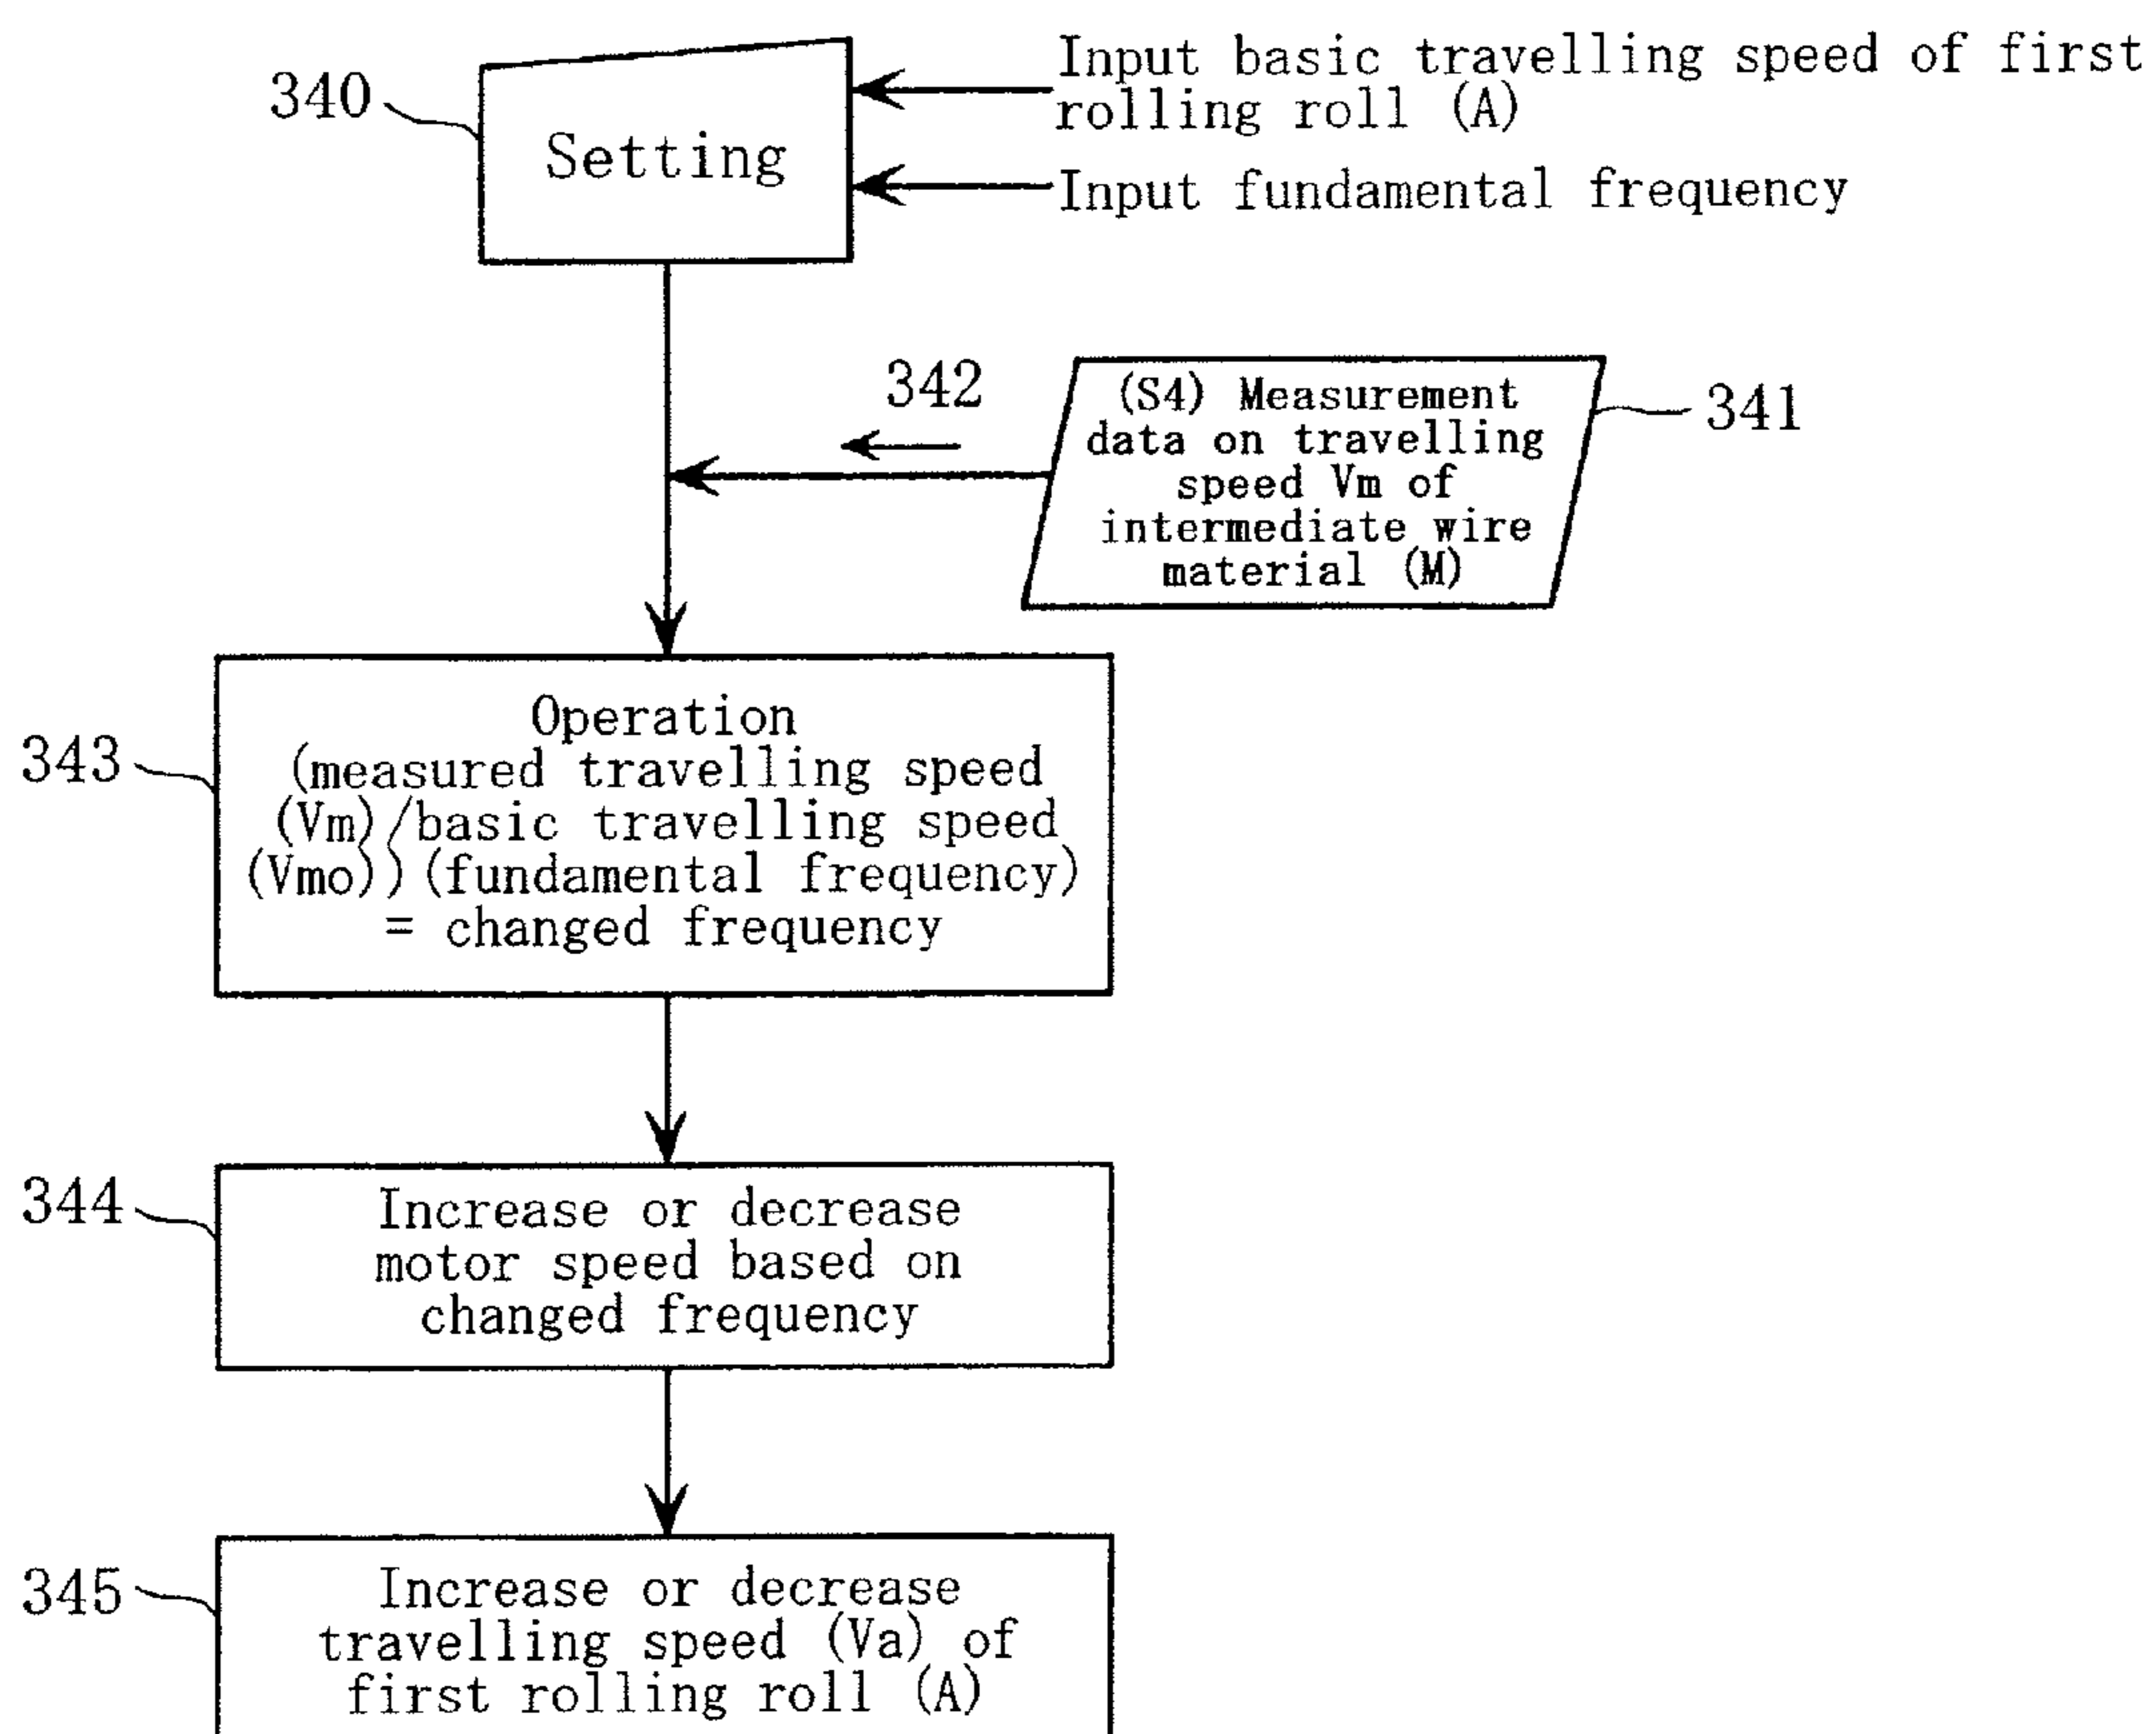 340
Setting
Input basic travelling speed of first
rolling roll (A)
Input fundamental frequency
342
(S4) Measurement
data on travelling
speed Vm of
intermediate wire
material (M)
341
343
Operation
(measured travelling speed
(Vm)/basic travelling speed
(Vmo))(fundamental frequency)
= changed frequency
344
Increase or decrease
motor speed based on
changed frequency
345
Increase or decrease
travelling speed (Va) of
first rolling roll (A)